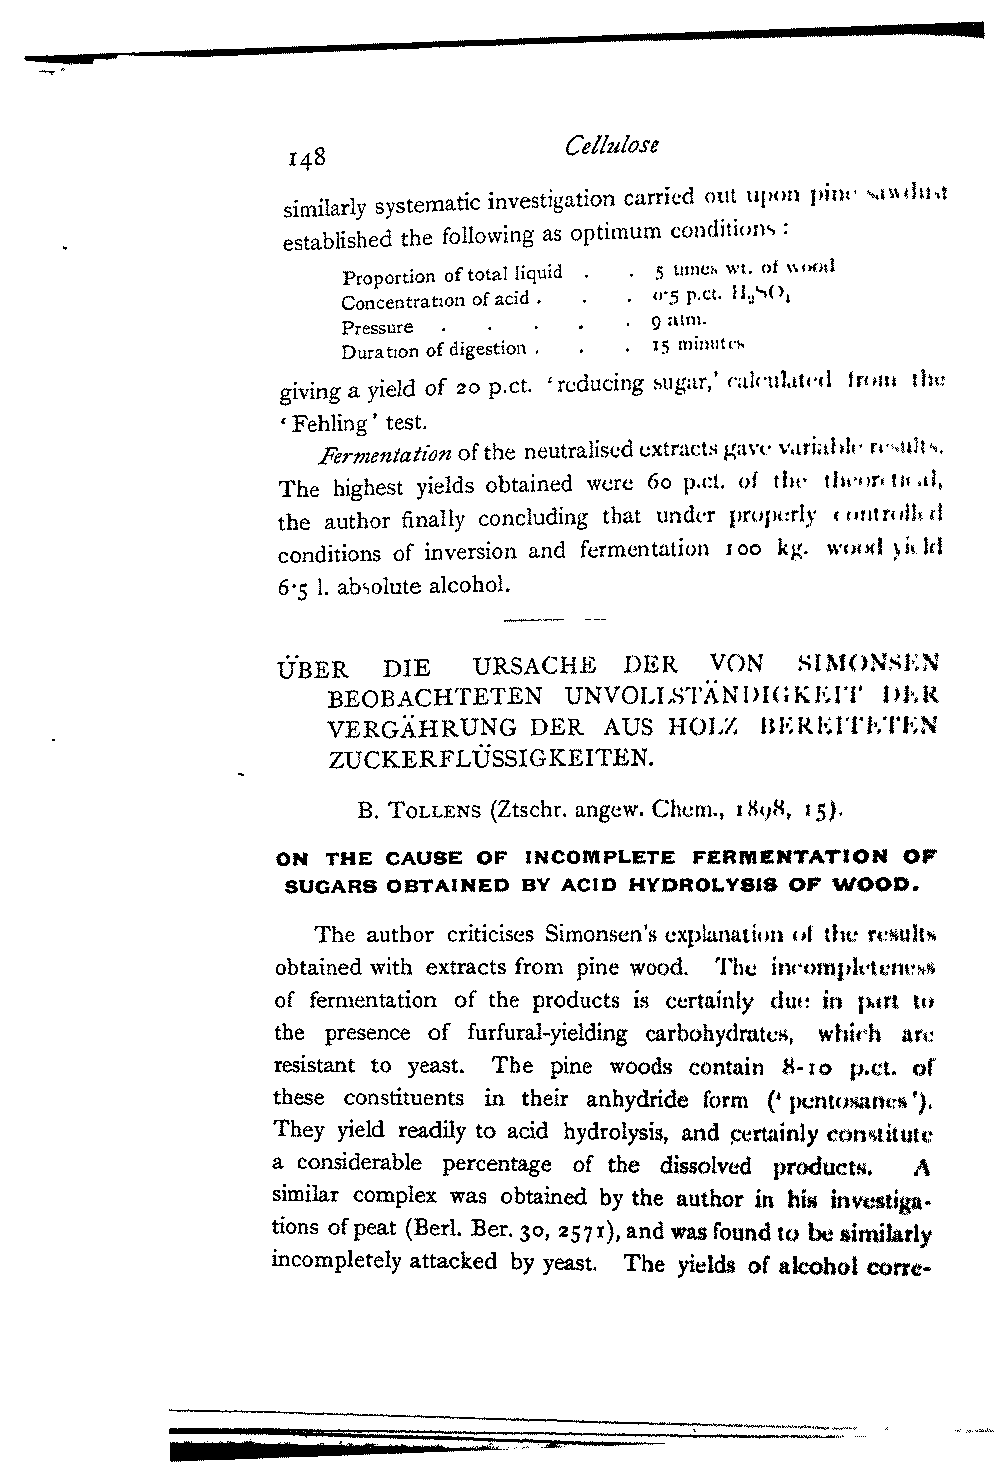 148 Cellulose
similarly systematic investigation carried out upon pine sawdust
established the following as optimum conditions :
Proportion of total liquid . . 5 times wt. of wood
Concentration of acid . . . 0·5 p.ct. H₂SO₄
Pressure . . . . . 9 atm.
Duration of digestion . . . 15 minutes
giving a yield of 20 p.ct. ‘reducing sugar,’ calculated from the
‘Fehling’ test.
Fermentation of the neutralised extracts gave variable results.
The highest yields obtained were 60 p.ct. of the theoretical,
the author finally concluding that under properly controlled
conditions of inversion and fermentation 100 kg. wood yield
6·5 l. absolute alcohol.
ÜBER DIE URSACHE DER VON SIMONSEN
BEOBACHTETEN UNVOLLSTÄNDIGKEIT DER
VERGÄHRUNG DER AUS HOLZ BEREITETEN
ZUCKERFLÜSSIGKEITEN.
B. TOLLENS (Ztschr. angew. Chem., 1898, 15).
ON THE CAUSE OF INCOMPLETE FERMENTATION OF
SUGARS OBTAINED BY ACID HYDROLYSIS OF WOOD.
The author criticises Simonsen's explanation of the results
obtained with extracts from pine wood. The incompleteness
of fermentation of the products is certainly due in part to
the presence of furfural-yielding carbohydrates, which are
resistant to yeast. The pine woods contain 8-10 p.ct. of
these constituents in their anhydride form (‘pentosanes’).
They yield readily to acid hydrolysis, and certainly constitute
a considerable percentage of the dissolved products. A
similar complex was obtained by the author in his investiga-
tions of peat (Berl. Ber. 30, 2571), and was found to be similarly
incompletely attacked by yeast. The yields of alcohol corre-